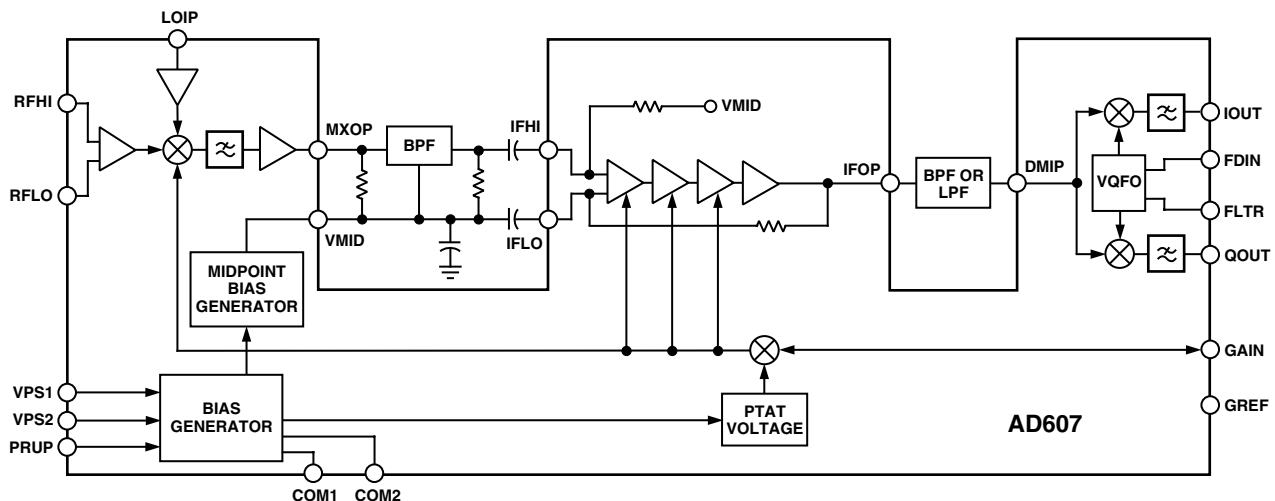 LOIP
RFHI
RFLO
MXOP
BPF
IFHI
VMID
IFLO
VMID
IFOP
BPF OR
LPF
DMIP
VQFO
IOUT
FDIN
FLTR
QOUT
MIDPOINT
BIAS
GENERATOR
GAIN
VPS1
VPS2
PRUP
BIAS
GENERATOR
PTAT
VOLTAGE
GREF
AD607
COM1
COM2